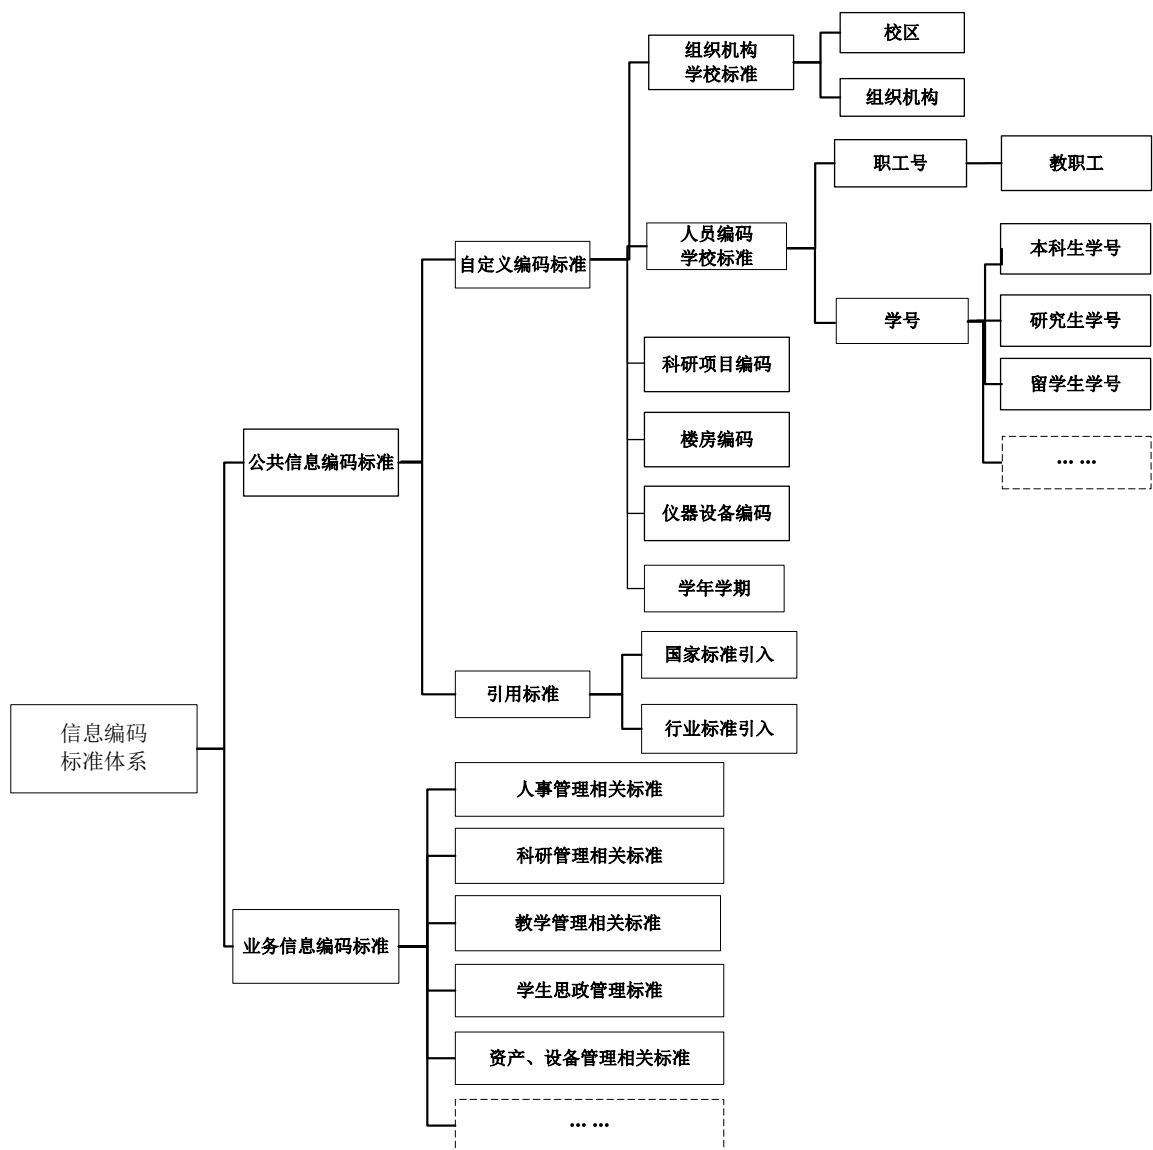 校区
组织机构
学校标准
组织机构
职工号
教职工
人员编码
学校标准
本科生学号
自定义编码标准
学号
研究生学号
科研项目编码
留学生学号
楼房编码
公共信息编码标准
… …
仪器设备编码
学年学期
国家标准引入
引用标准
行业标准引入
信息编码
标准体系
人事管理相关标准
科研管理相关标准
教学管理相关标准
业务信息编码标准
学生思政管理标准
资产、设备管理相关标准
… …